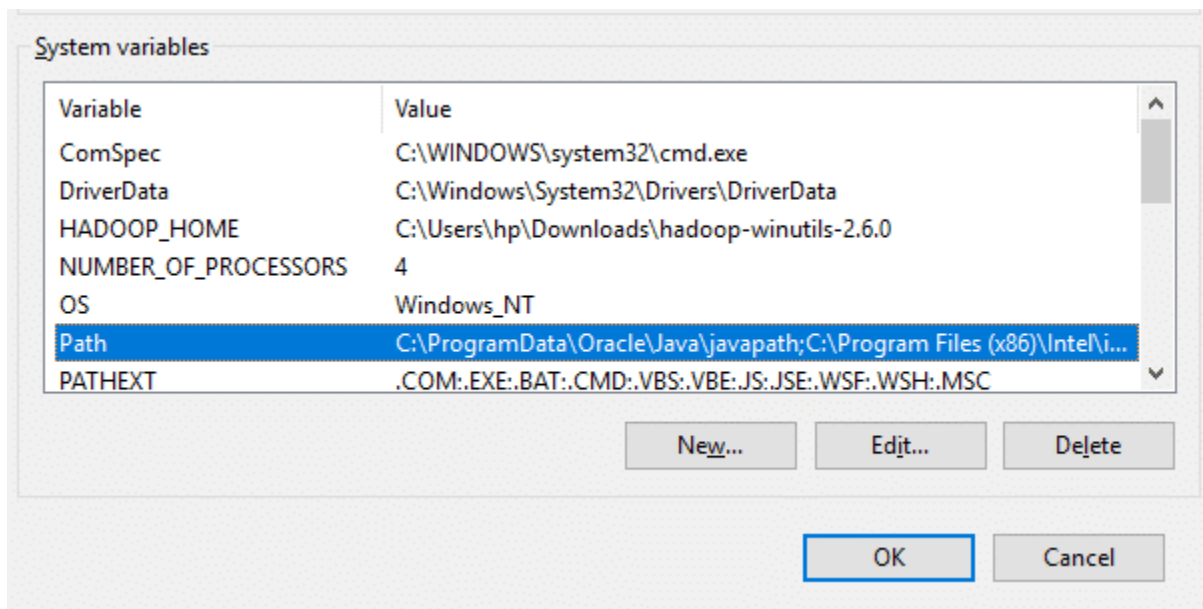 System variables
Variable Value
ComSpec C:\WINDOWS\system32\cmd.exe
DriverData C:\Windows\System32\Drivers\DriverData
HADOOP_HOME C:\Users\hp\Downloads\hadoop-winutils-2.6.0
NUMBER_OF_PROCESSORS 4
OS Windows_NT
Path C:\ProgramData\Oracle\Java\javapath;C:\Program Files (x86)\Intel\i...
PATHEXT .COM;.EXE;.BAT;.CMD;.VBS;.VBE;.JS;.JSE;.WSF;.WSH;.MSC
New... Edit... Delete
OK Cancel